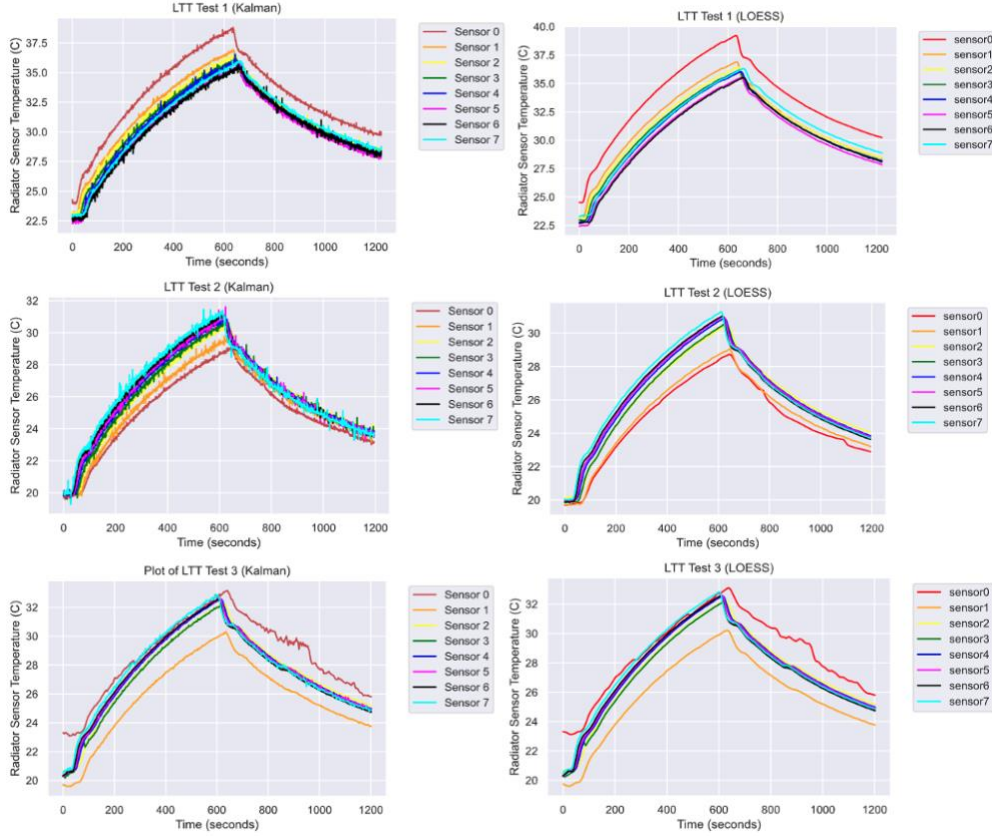 LTT Test 1 (Kalman)
Radiator Sensor Temperature (C)
37.5
35.0
32.5
30.0
27.5
25.0
22.5
0
200
400
600
800
1000
1200
Time (seconds)
Sensor 0
Sensor 1
Sensor 2
Sensor 3
Sensor 4
Sensor 5
Sensor 6
Sensor 7
LTT Test 1 (LOESS)
Radiator Sensor Temperature (C)
40.0
37.5
35.0
32.5
30.0
27.5
25.0
22.5
0
200
400
600
800
1000
1200
Time (seconds)
sensor0
sensor1
sensor2
sensor3
sensor4
sensor5
sensor6
sensor7
LTT Test 2 (Kalman)
Radiator Sensor Temperature (C)
32
30
28
26
24
22
20
0
200
400
600
800
1000
1200
Time (seconds)
Sensor 0
Sensor 1
Sensor 2
Sensor 3
Sensor 4
Sensor 5
Sensor 6
Sensor 7
LTT Test 2 (LOESS)
Radiator Sensor Temperature (C)
30
28
26
24
22
20
0
200
400
600
800
1000
1200
Time (seconds)
sensor0
sensor1
sensor2
sensor3
sensor4
sensor5
sensor6
sensor7
Plot of LTT Test 3 (Kalman)
Radiator Sensor Temperature (C)
32
30
28
26
24
22
20
0
200
400
600
800
1000
1200
Time (seconds)
Sensor 0
Sensor 1
Sensor 2
Sensor 3
Sensor 4
Sensor 5
Sensor 6
Sensor 7
LTT Test 3 (LOESS)
Radiator Sensor Temperature (C)
32
30
28
26
24
22
20
0
200
400
600
800
1000
1200
Time (seconds)
sensor0
sensor1
sensor2
sensor3
sensor4
sensor5
sensor6
sensor7